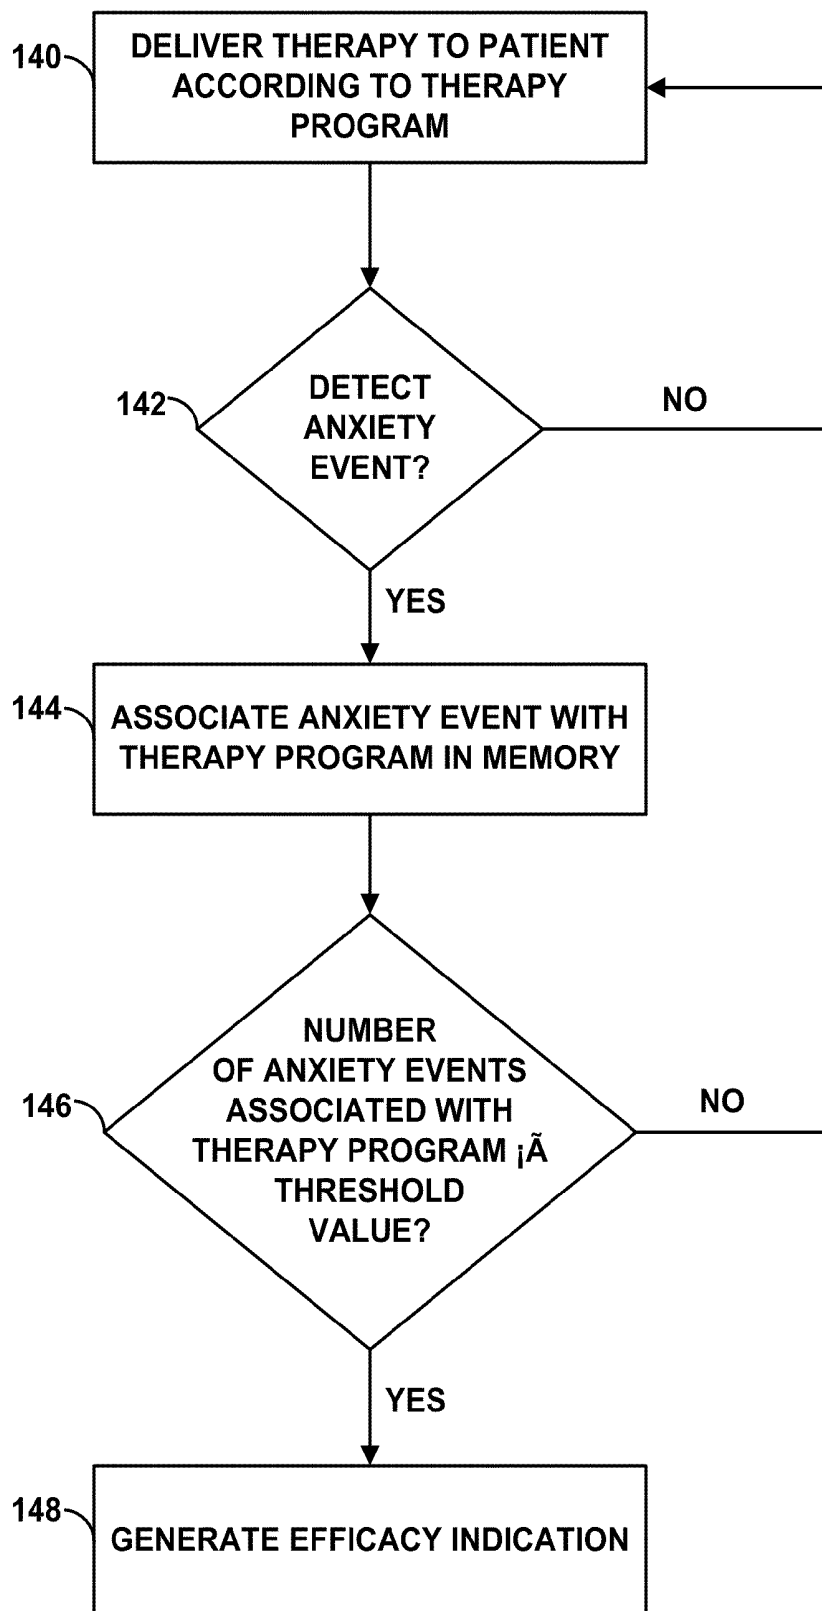 140
DELIVER THERAPY TO PATIENT
ACCORDING TO THERAPY
PROGRAM
142
DETECT
ANXIETY
EVENT?
NO
YES
144
ASSOCIATE ANXIETY EVENT WITH
THERAPY PROGRAM IN MEMORY
146
NUMBER
OF ANXIETY EVENTS
ASSOCIATED WITH
THERAPY PROGRAM ¡Ã
THRESHOLD
VALUE?
NO
YES
148
GENERATE EFFICACY INDICATION